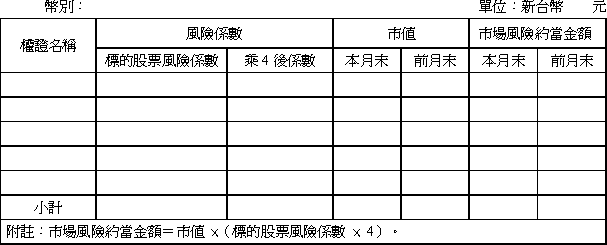 幣別：　單位：新台幣　元
權證名稱　風險係數　市值　市場風險約當金額
標的股票風險係數　乘4後係數　本月末　前月末　本月末　前月末
小計
附註：市場風險約當金額＝市值 x（標的股票風險係數 x 4）。